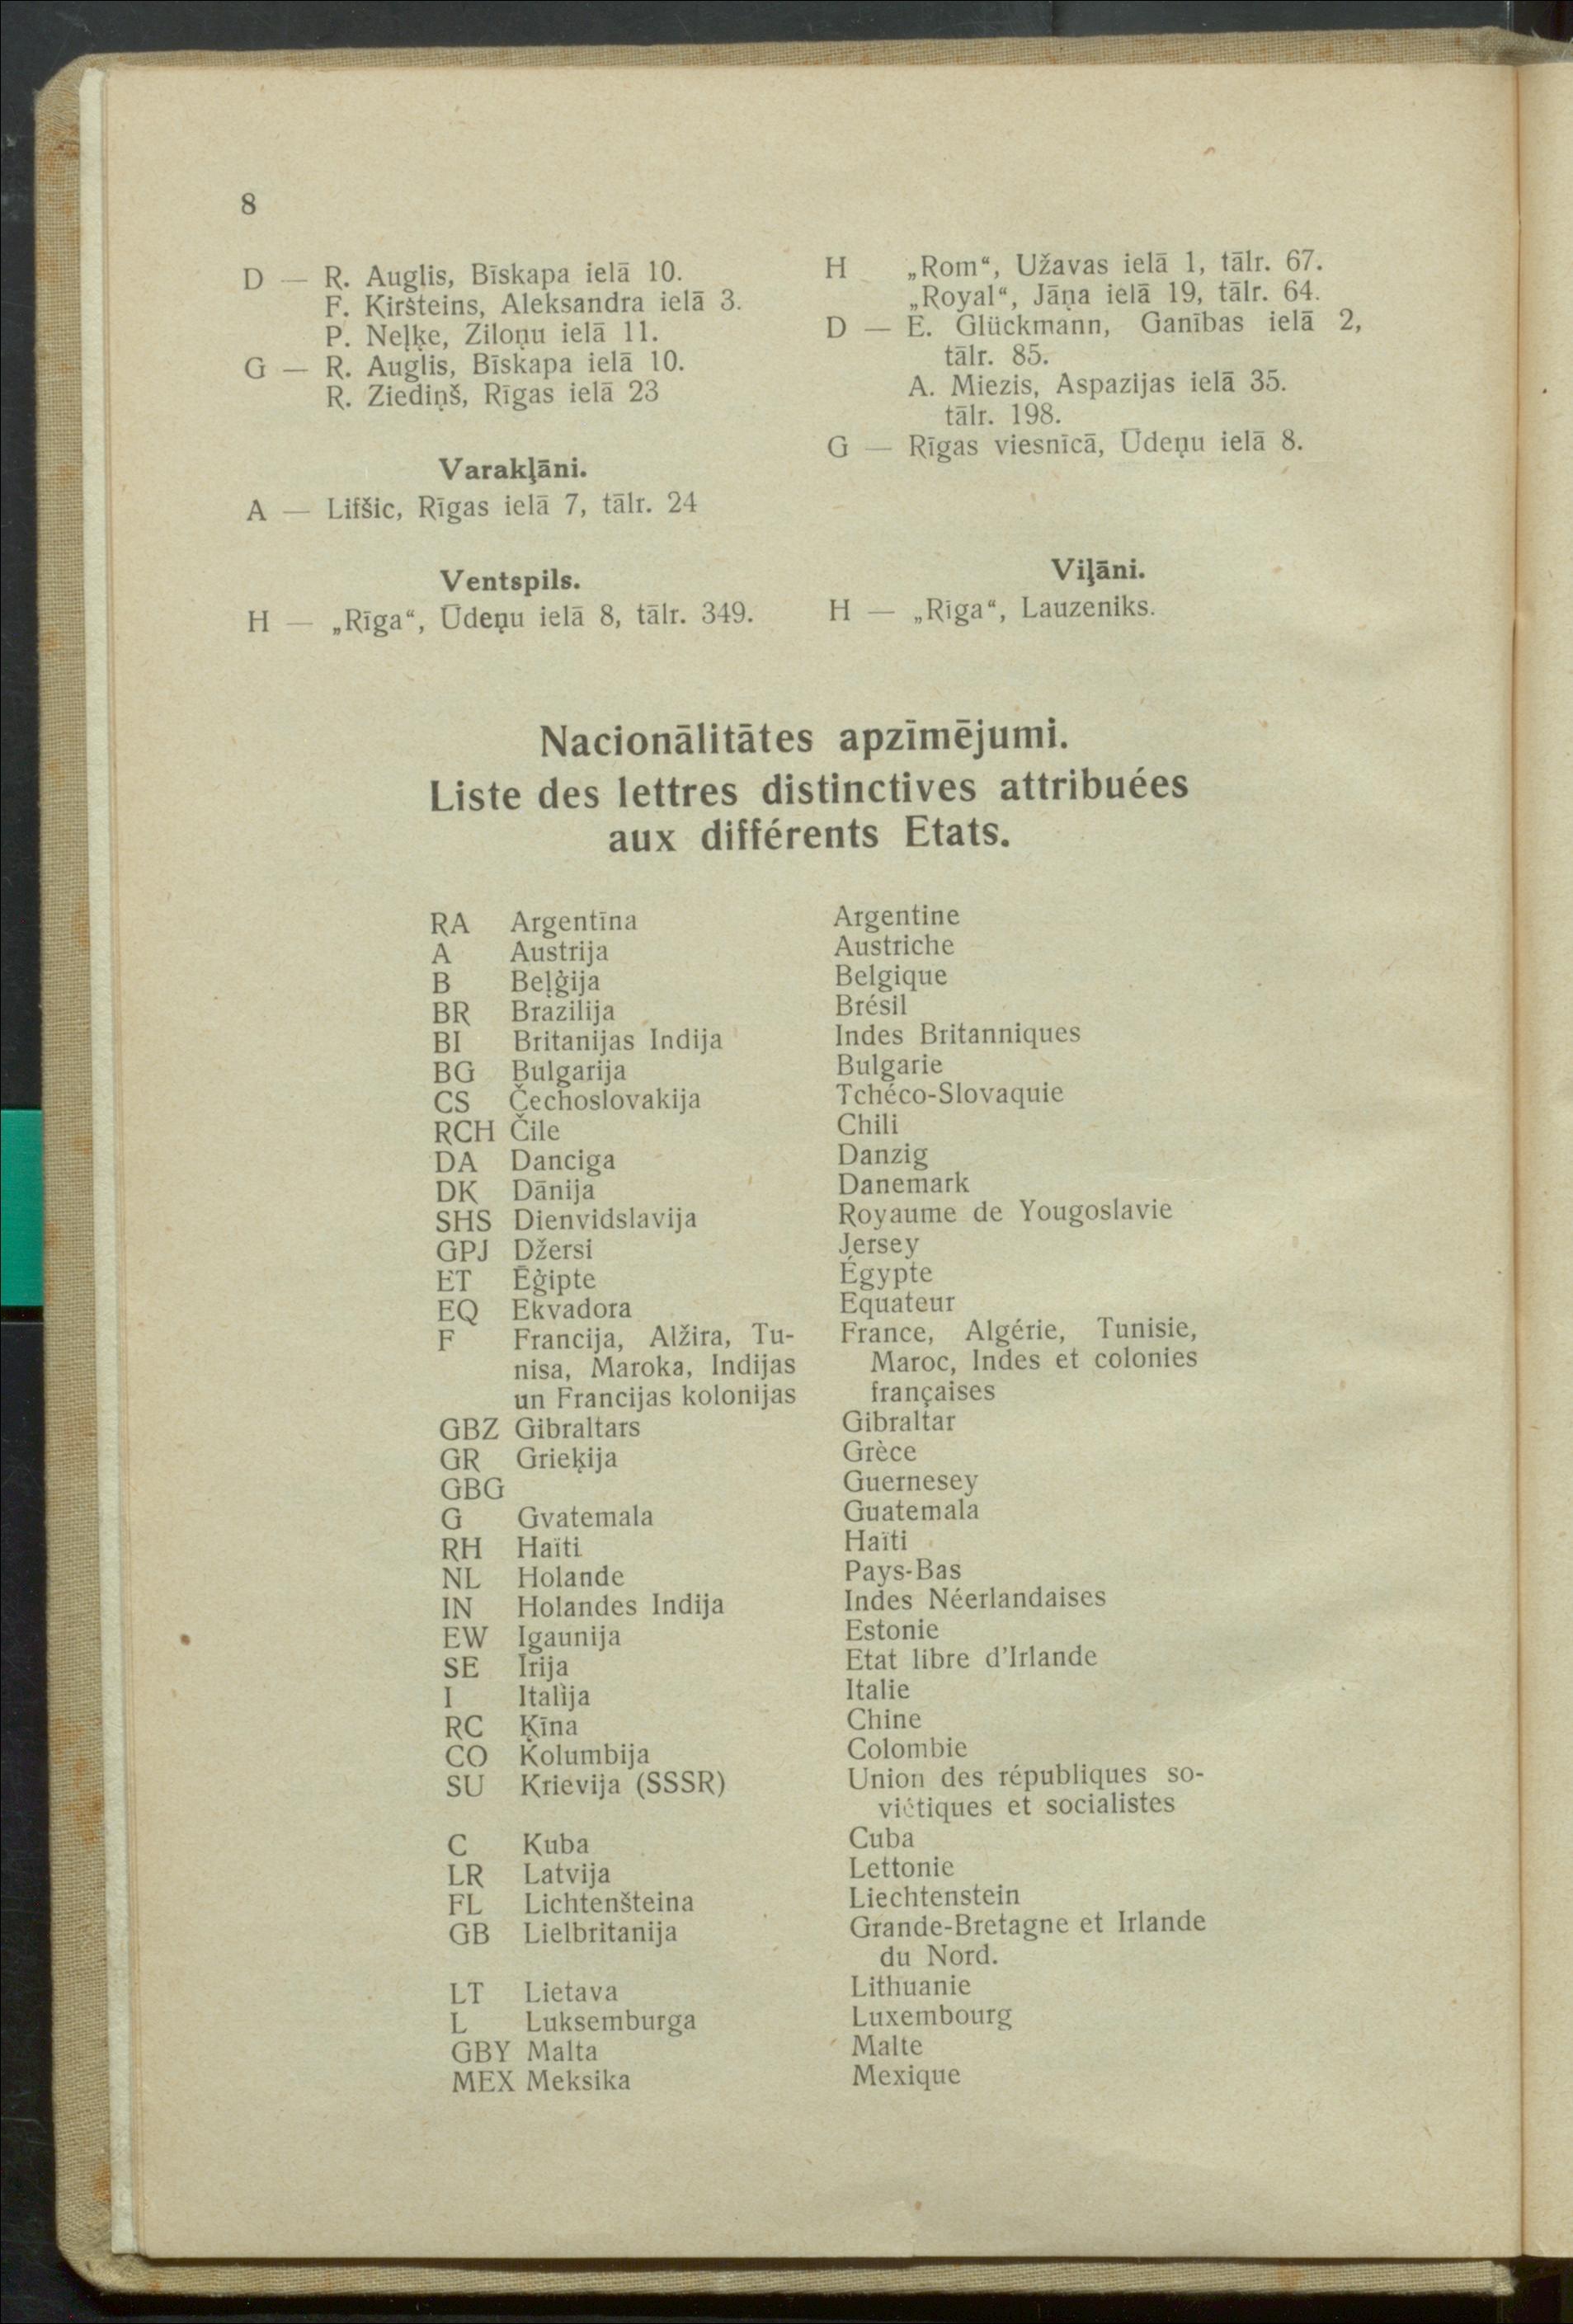 8
D — R. Auglis, Bīskapa ielā 10.
F. Kiršteins, Aleksandra ielā 3.
P. Neļķe, Ziloņu ielā 11.
G — R. Auglis, Bīskapa ielā 10.
R. Ziediņš, Rīgas ielā 23
Varakļāni.
A — Lifšic, Rīgas ielā 7, tālr. 24
Ventspils.
H — „Rīga“, Ūdeņu ielā 8, tālr. 349.
H „Rom“, Užavas ielā 1, tālr. 67.
„Royal“, Jāņa ielā 19, tālr. 64.
D — E. Glückmann, Ganības ielā 2,
tālr. 85.
A. Miezis, Aspazijas ielā 35.
tālr. 198.
G — Rīgas viesnīcā, Ūdeņu ielā 8.
Viļāni.
H — „Rīga“, Lauzeniks.
Nacionālitātes apzīmējumi.
Liste des lettres distinctives attribuées
aux différents Etats.
RA Argentīna Argentine
A Austrija Austriche
B Beļģija Belgique
BR Brazilija Brésil
BI Britanijas Indija Indes Britanniques
BG Bulgarija Bulgarie
CS Čechoslovakija Tchéco-Slovaquie
RCH Čile Chili
DA Danciga Danzig
DK Dānija Danemark
SHS Dienvidslavija Royaume de Yougoslavie
GPJ Džersi Jersey
ET Ēģipte Égypte
EQ Ekvadora Equateur
F Francija, Alžira, Tu- France, Algérie, Tunisie,
nisa, Maroka, Indijas Maroc, Indes et colonies
un Francijas kolonijas françaises
GBZ Gibraltars Gibraltar
GR Grieķija Grèce
GBG Guernesey
G Gvatemala Guatemala
RH Haïti Haïti
NL Holande Pays-Bas
IN Holandes Indija Indes Néerlandaises
EW Igaunija Estonie
SE Īrija Etat libre d’Irlande
I Italija Italie
RC Ķīna Chine
CO Kolumbija Colombie
SU Krievija (SSSR) Union des républiques so-
viétiques et socialistes
C Kuba Cuba
LR Latvija Lettonie
FL Lichtenšteina Liechtenstein
GB Lielbritanija Grande-Bretagne et Irlande
du Nord.
LT Lietava Lithuanie
L Luksemburga Luxembourg
GBY Malta Malte
MEX Meksika Mexique